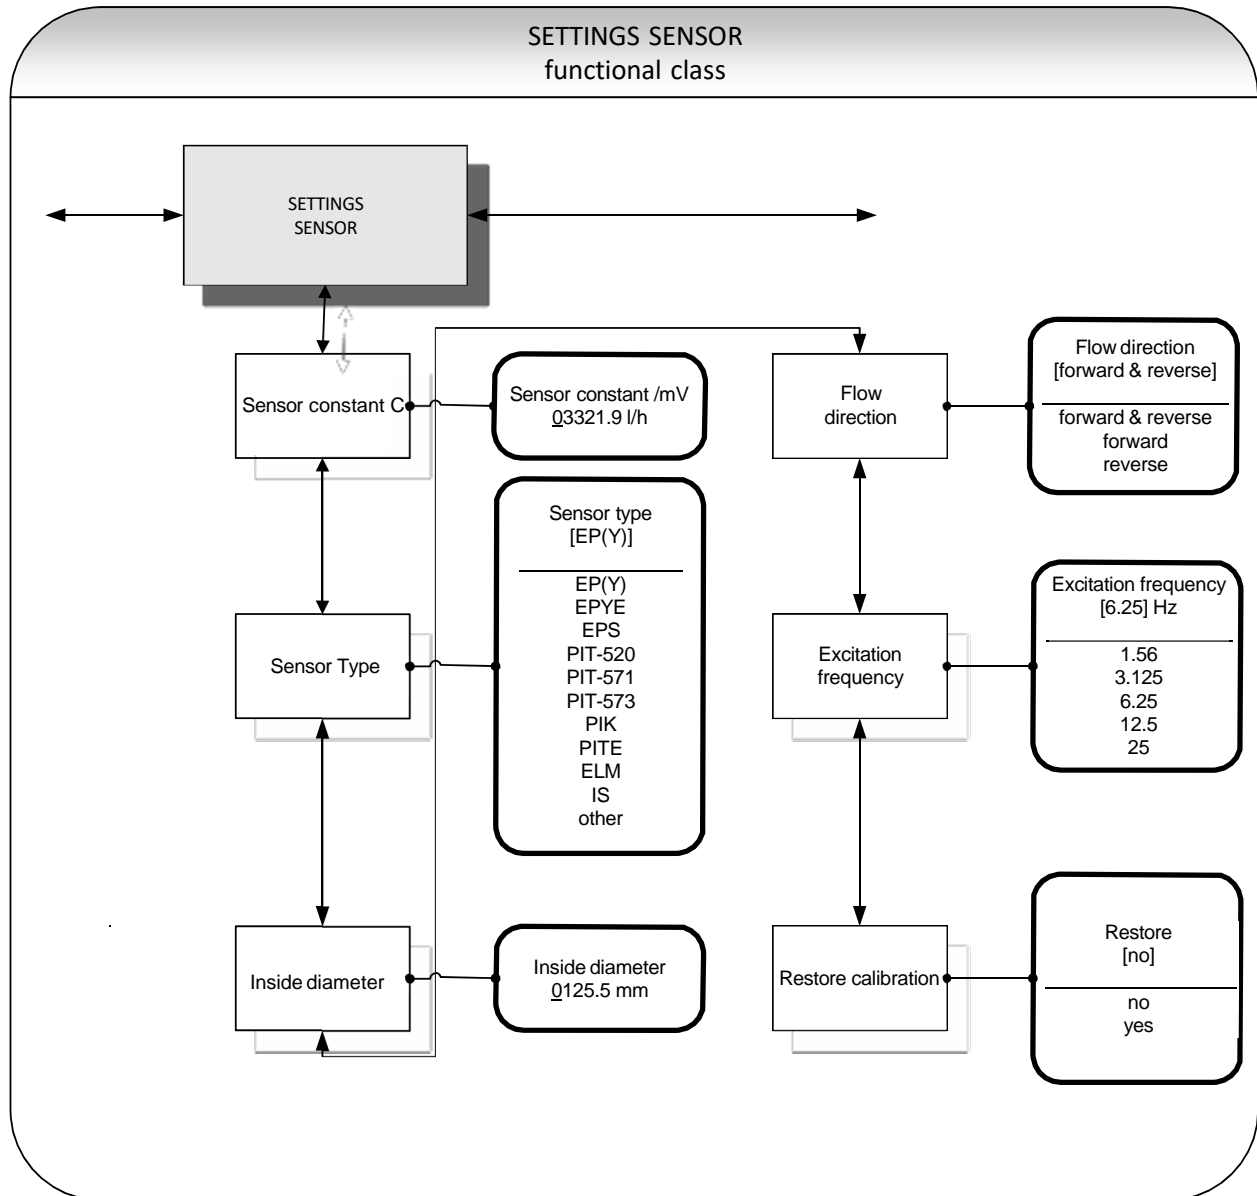 SETTINGS SENSOR
functional class
SETTINGS
SENSOR
Sensor constant C
Sensor constant /mV
03321.9 l/h
Sensor Type
Sensor type
[EP(Y)]
EP(Y)
EPYE
EPS
PIT-520
PIT-571
PIT-573
PIK
PITE
ELM
IS
other
Inside diameter
Inside diameter
0125.5 mm
Flow
direction
Flow direction
[forward & reverse]
forward & reverse
forward
reverse
Excitation
frequency
Excitation frequency
[6.25] Hz
1.56
3.125
6.25
12.5
25
Restore calibration
Restore
[no]
no
yes